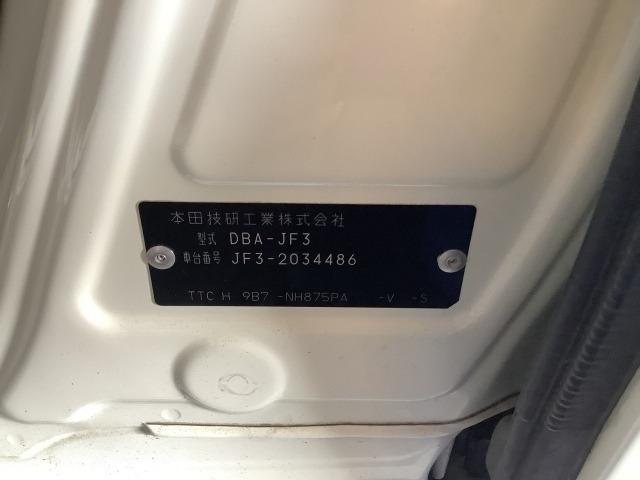 本田技研工業株式会社
型式 DBA-JF3
車台番号 JF3-2034486
TTC H 9B7 -NH875PA -V -S